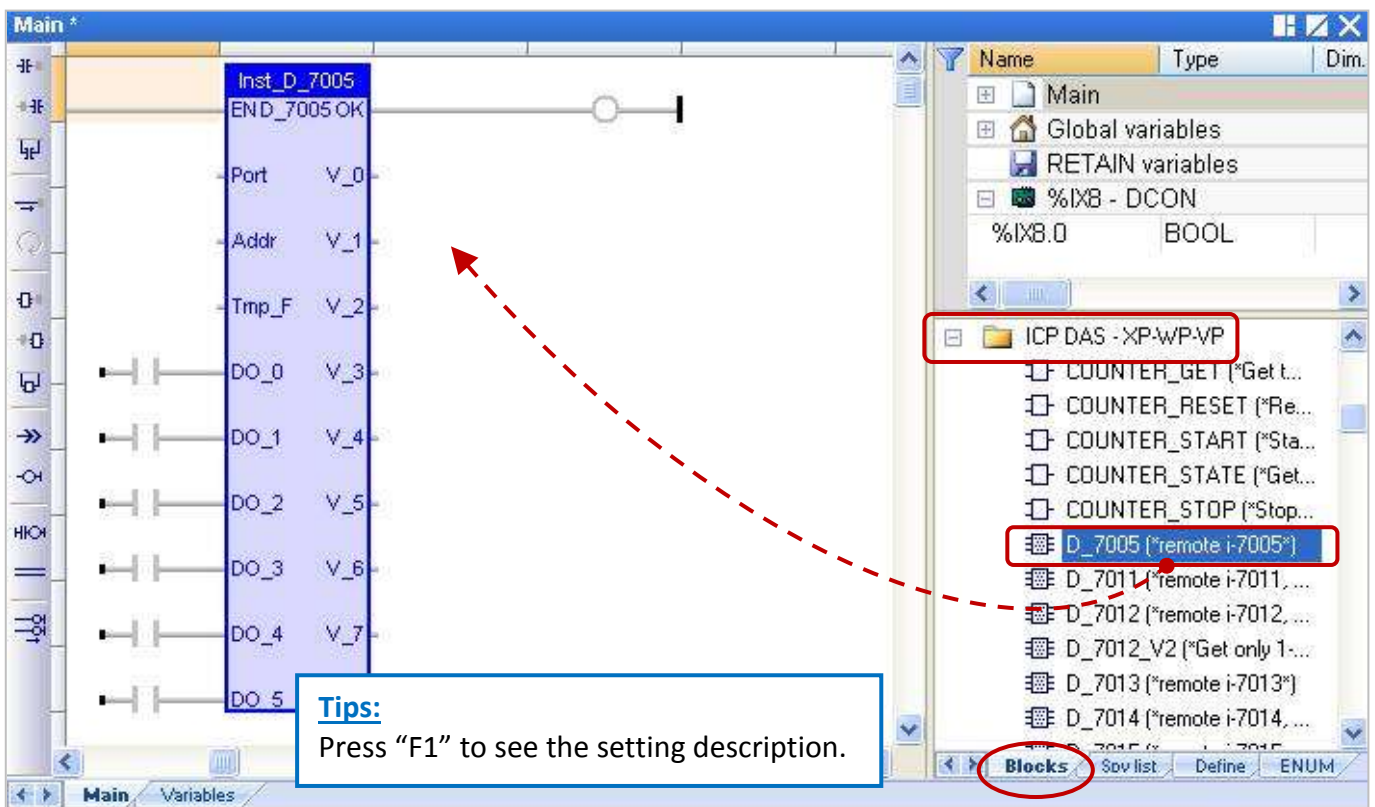 Main *
Inst_D_7005
EN D_7005 OK
Port V_0
Addr V_1
Tmp_F V_2
DO_0 V_3
DO_1 V_4
DO_2 V_5
DO_3 V_6
DO_4 V_7
DO_5
Tips:
Press “F1” to see the setting description.
Main Variables
Name Type Dim.
Main
Global variables
RETAIN variables
%IX8 - DCON
%IX8.0 BOOL
ICP DAS - XP-WP-VP
COUNTER_GET (*Get t...
COUNTER_RESET (*Re...
COUNTER_START (*Sta...
COUNTER_STATE (*Get...
COUNTER_STOP (*Stop...
D_7005 (*remote i-7005*)
D_7011 (*remote i-7011, ...
D_7012 (*remote i-7012, ...
D_7012_V2 (*Get only 1-...
D_7013 (*remote i-7013*)
D_7014 (*remote i-7014, ...
Blocks Spy list Define ENUM